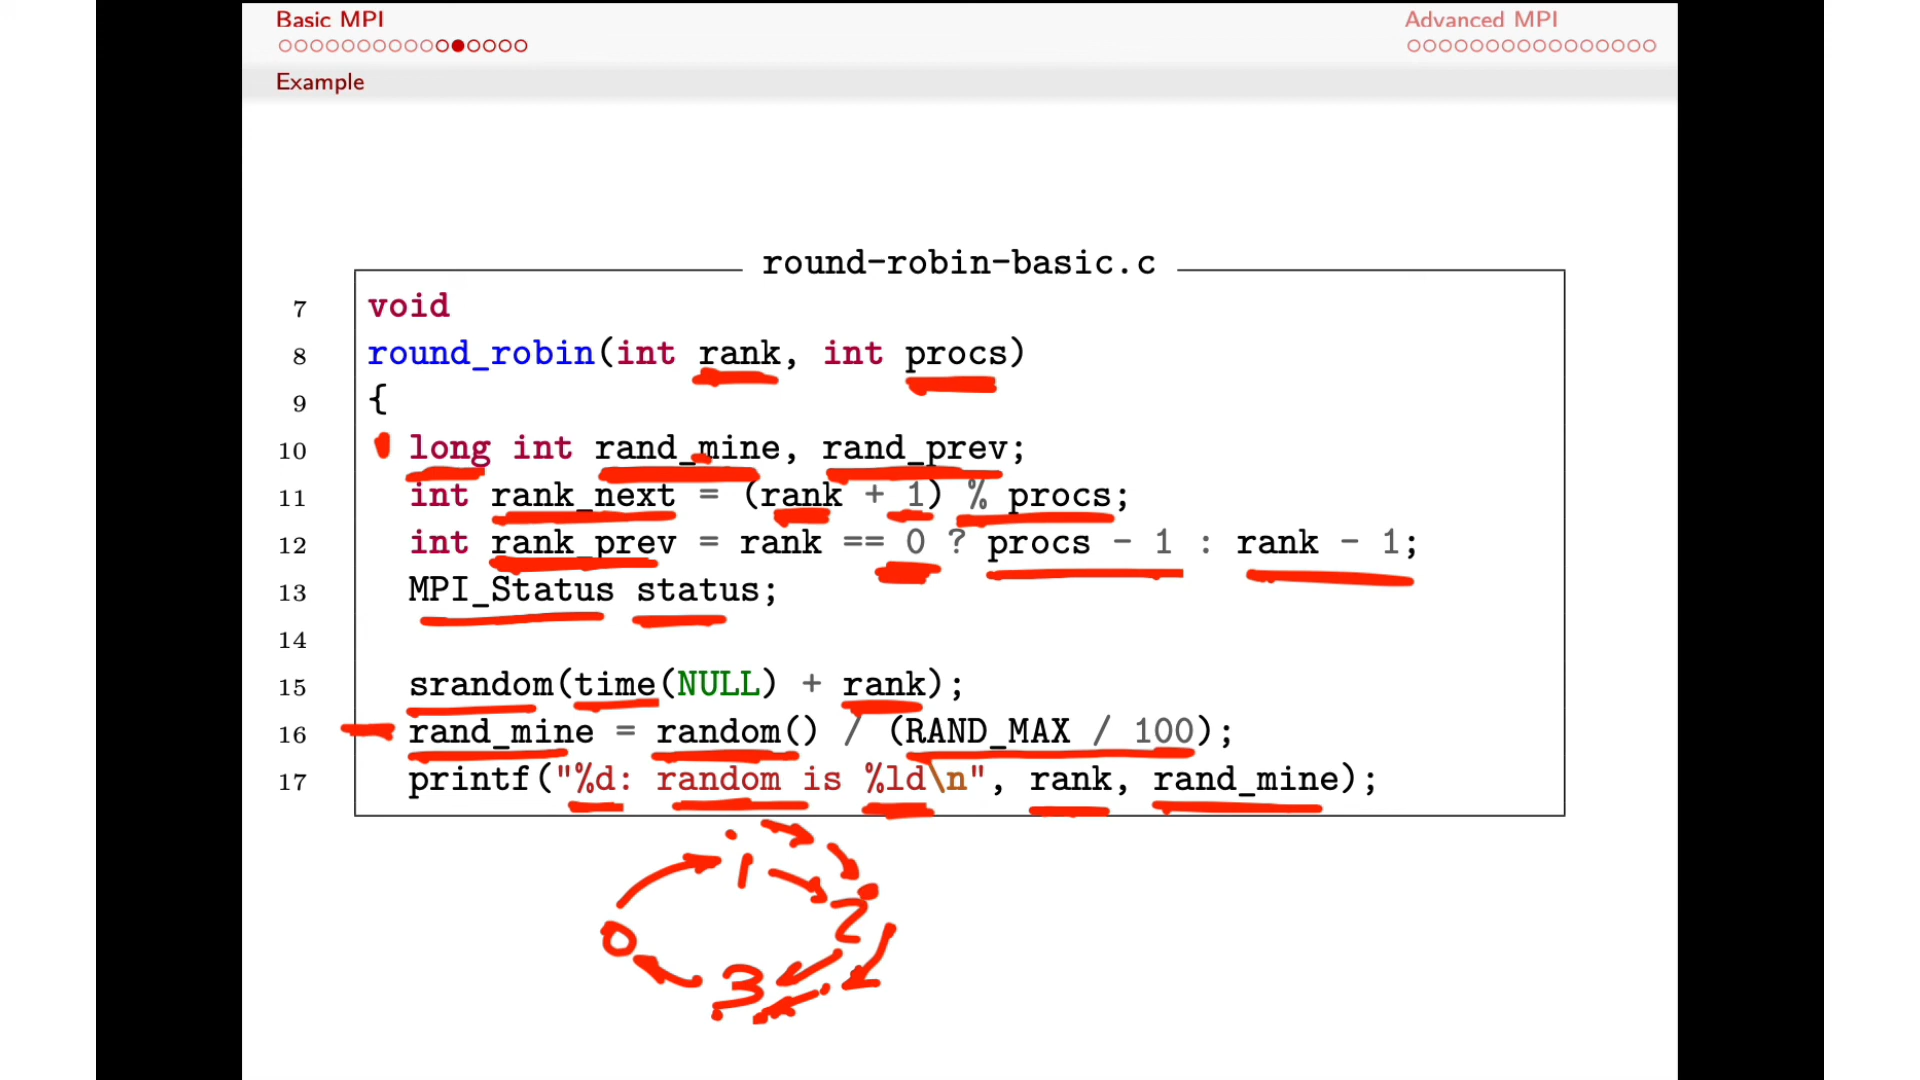 Basic MPI
Advanced MPI
Example
round-robin-basic.c
7 void
8 round_robin(int rank, int procs)
9 {
10 long int rand_mine, rand_prev;
11 int rank_next = (rank + 1) % procs;
12 int rank_prev = rank == 0 ? procs - 1 : rank - 1;
13 MPI_Status status;
14
15 srandom(time(NULL) + rank);
16 rand_mine = random() / (RAND_MAX / 100);
17 printf("%d: random is %ld\n", rank, rand_mine);
1
2
0
3